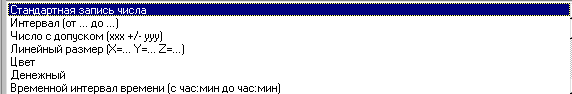 Стандартная запись числа
Интервал (от ... до ...)
Число с допуском (xxx +/- yyy)
Линейный размер (X=... Y=... Z=...)
Цвет
Денежный
Временной интервал времени (с час:мин до час:мин)